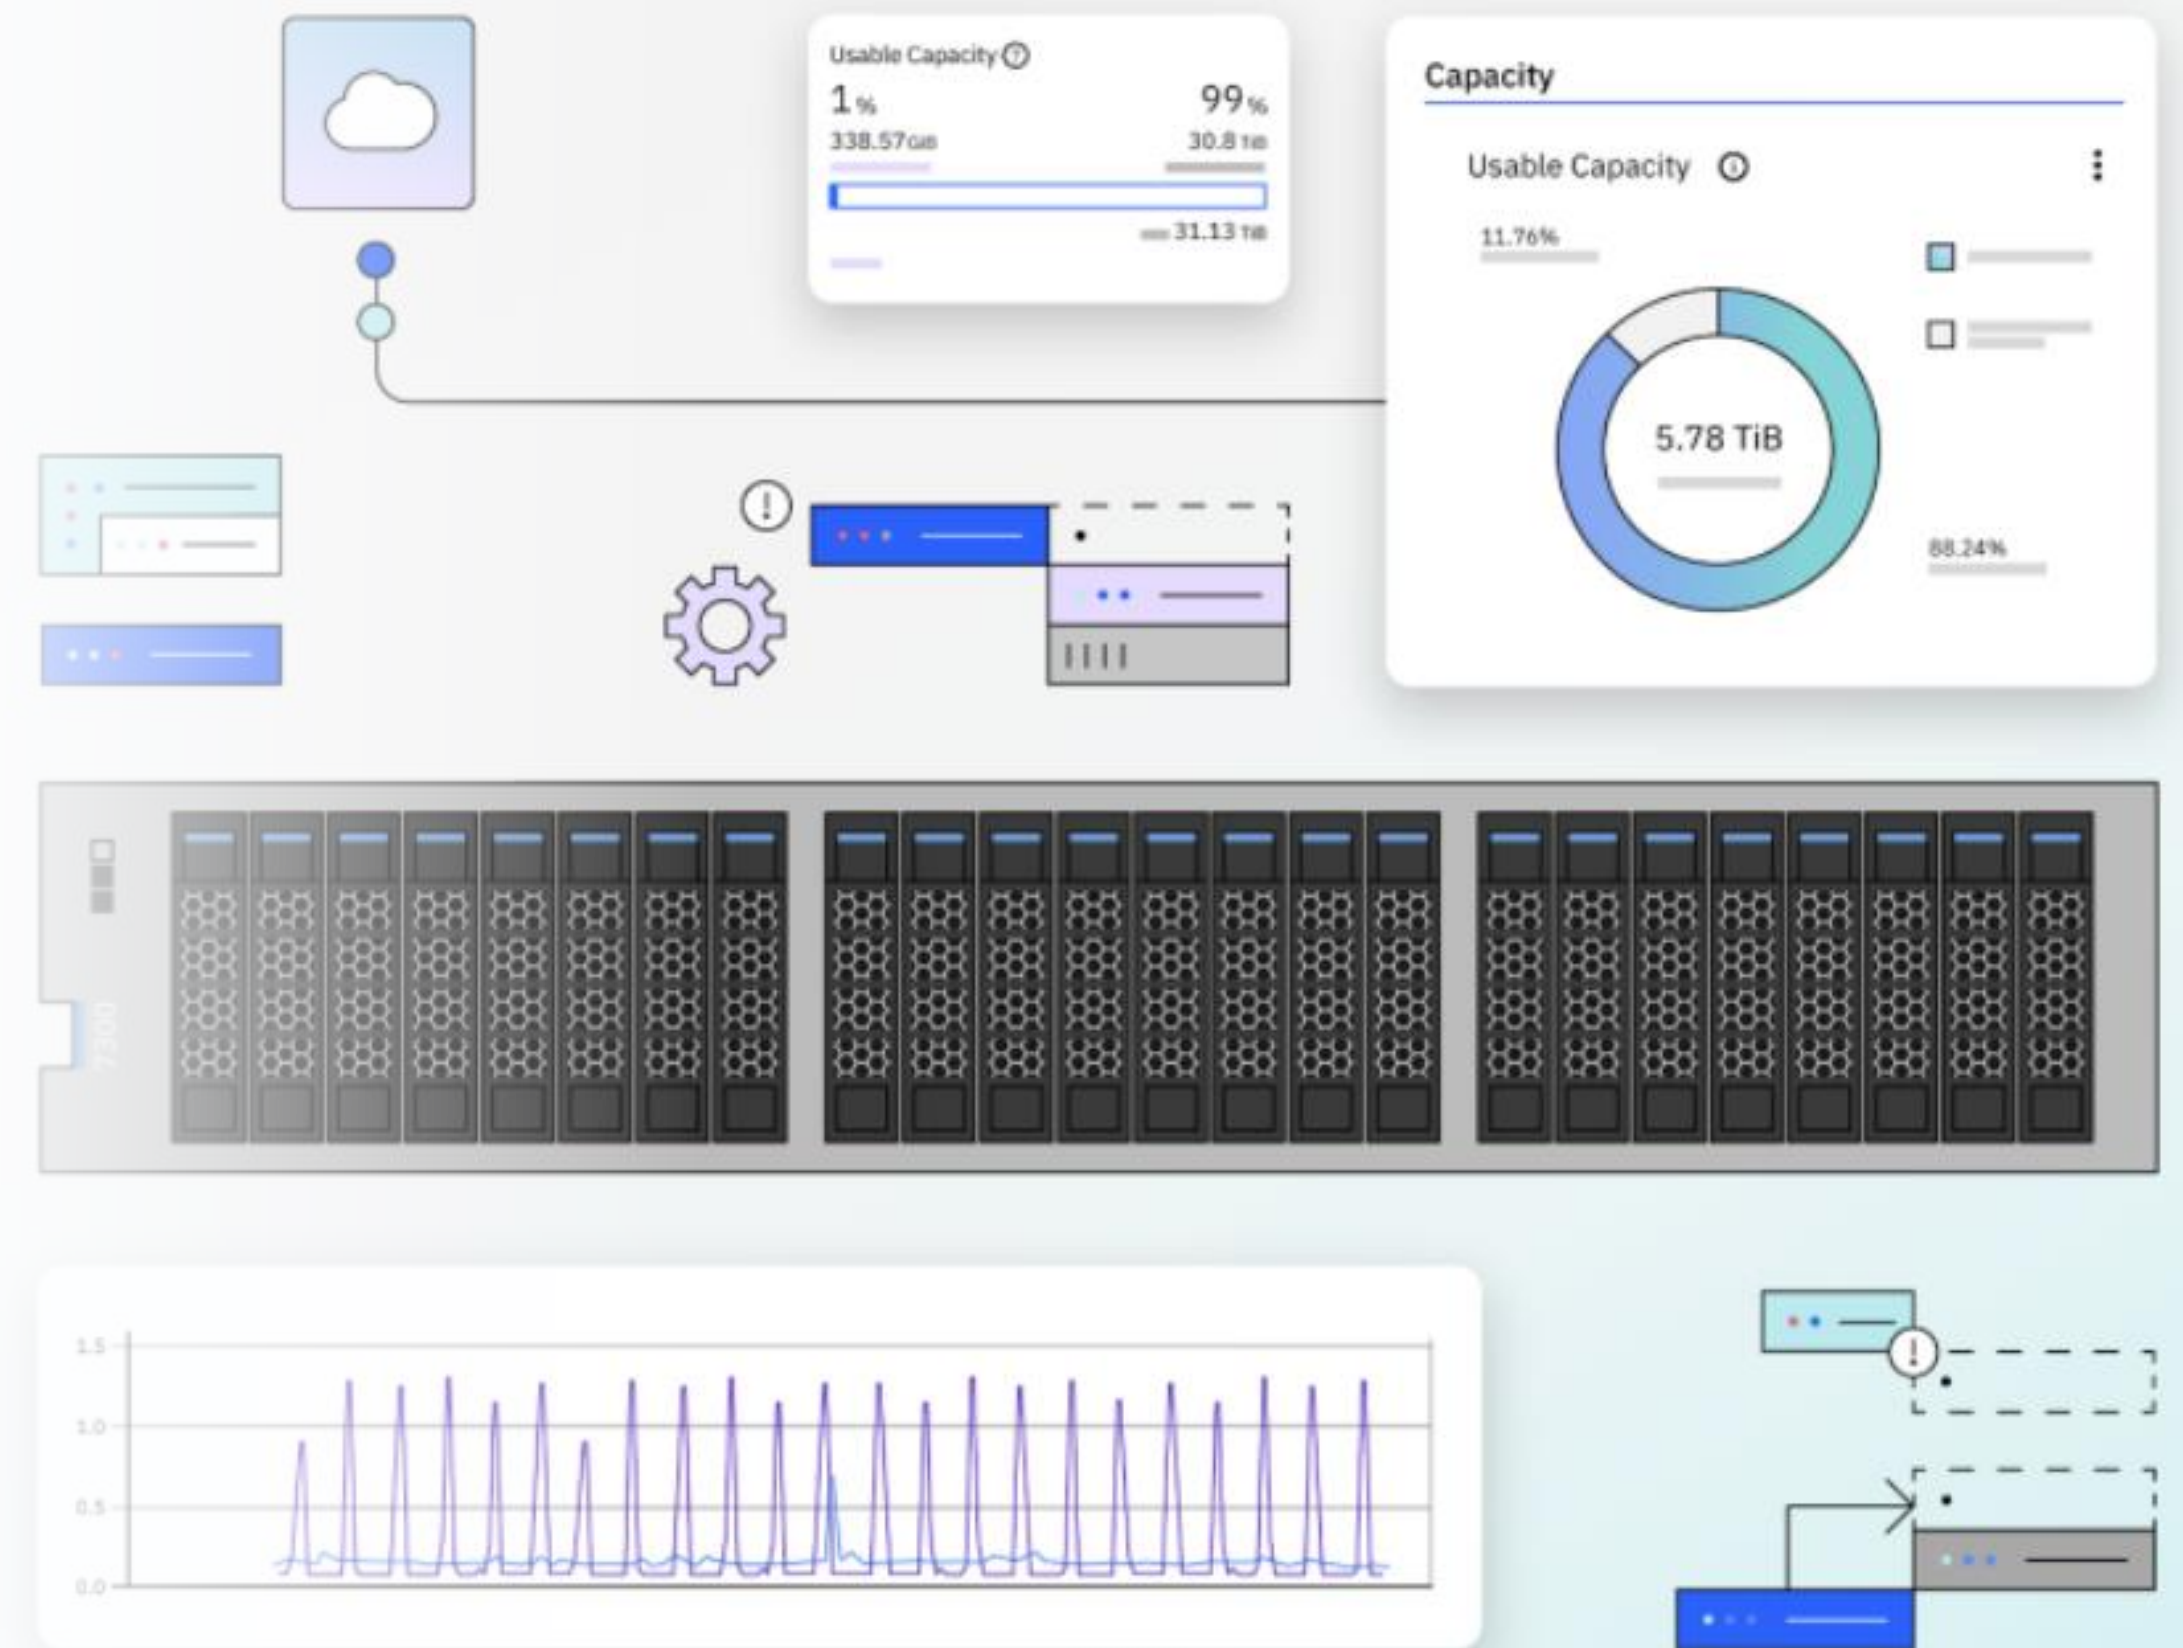 Usable Capacity ?
1% 99%
338.57 GiB 30.8 TiB
31.13 TiB
Capacity
Usable Capacity
11.76%
5.78 TiB
88.24%
7300
1.5
1.0
0.5
0.0